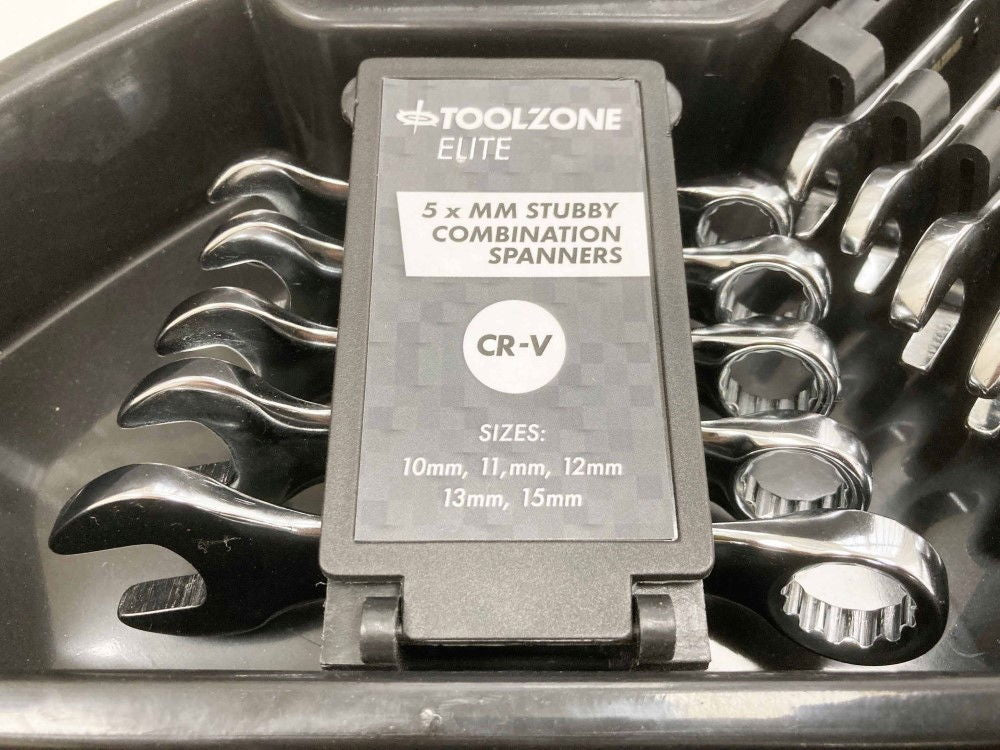 TOOLZONE
ELITE
5 x MM STUBBY
COMBINATION
SPANNERS
CR-V
SIZES:
10mm, 11,mm, 12mm
13mm, 15mm